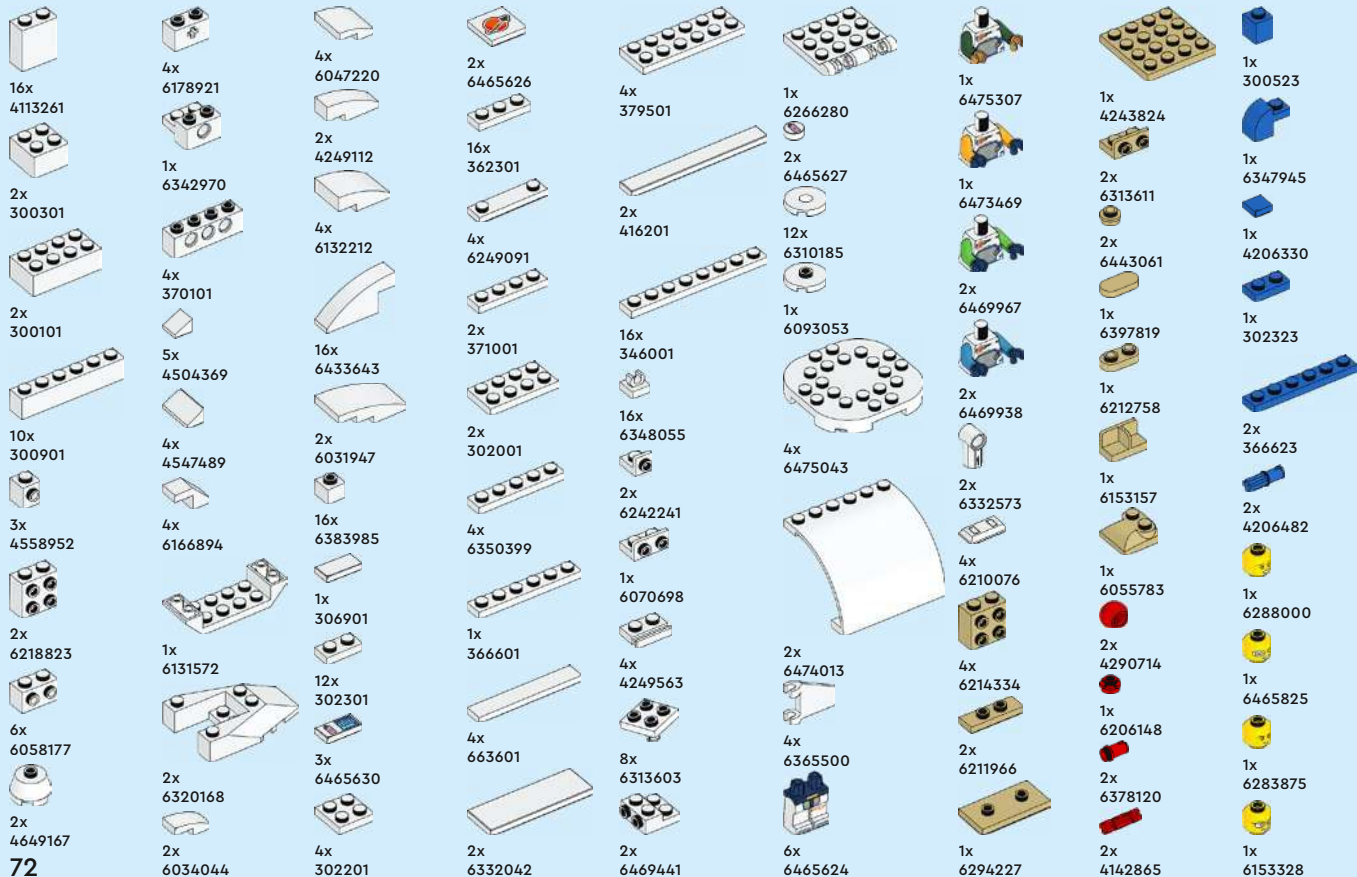 16x
4113261
2x
300301
2x
300101
10x
300901
3x
4558952
2x
6218823
6x
6058177
2x
4649167
72
4x
6178921
1x
6342970
4x
370101
5x
4504369
4x
4547489
4x
6166894
1x
6131572
2x
6320168
2x
6034044
4x
6047220
2x
4249112
4x
6132212
16x
6433643
2x
6031947
16x
6383985
1x
306901
12x
302301
3x
6465630
4x
302201
2x
6465626
16x
362301
4x
6249091
2x
371001
2x
302001
4x
6350399
1x
366601
4x
663601
2x
6332042
4x
379501
2x
416201
16x
346001
16x
6348055
2x
6242241
1x
6070698
4x
4249563
8x
6313603
2x
6469441
1x
6266280
2x
6465627
12x
6310185
1x
6093053
4x
6475043
2x
6474013
4x
6365500
6x
6465624
1x
6475307
1x
6473469
2x
6469967
2x
6469938
2x
6332573
4x
6210076
4x
6214334
2x
6211966
1x
6294227
1x
4243824
2x
6313611
2x
6443061
1x
6397819
1x
6212758
1x
6153157
1x
6055783
2x
4290714
1x
6206148
2x
6378120
2x
4142865
1x
300523
1x
6347945
1x
4206330
1x
302323
2x
366623
2x
4206482
1x
6288000
1x
6465825
1x
6283875
1x
6153328